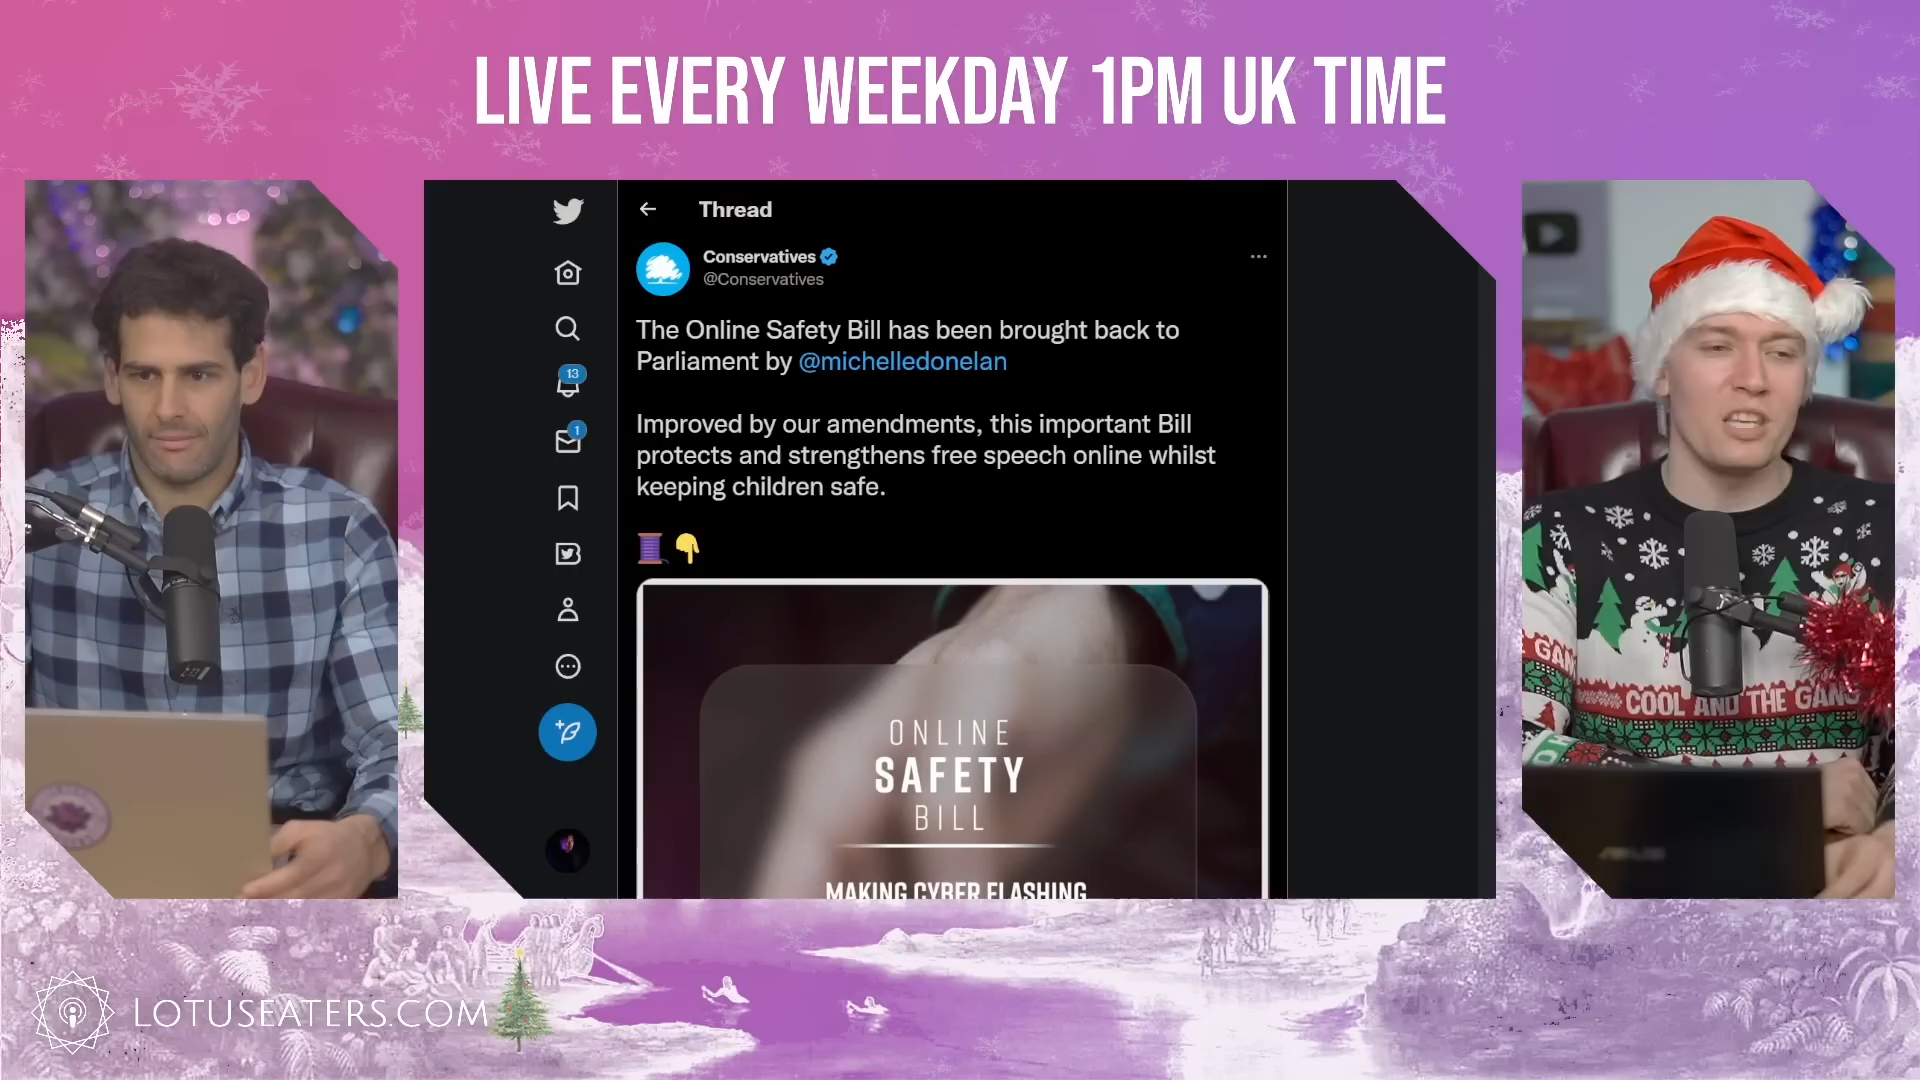 LIVE EVERY WEEKDAY 1PM UK TIME
Thread
Conservatives
@Conservatives
The Online Safety Bill has been brought back to
Parliament by @michelledonelan
Improved by our amendments, this important Bill
protects and strengthens free speech online whilst
keeping children safe.
13
1
ONLINE
SAFETY
BILL
MAKING CYBER FLASHING
GAN
COOL AND THE GANG
LOTUSEATERS.COM